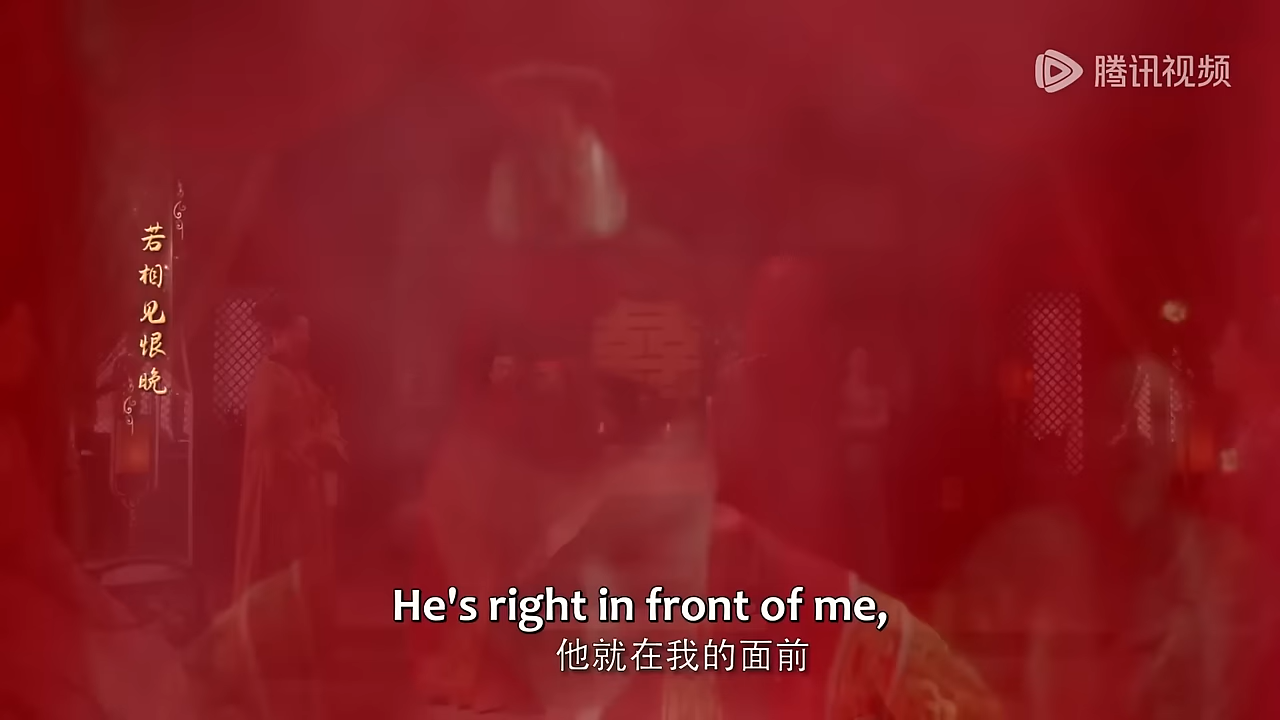 腾讯视频
若相见恨晚
囍
He's right in front of me,
他就在我的面前